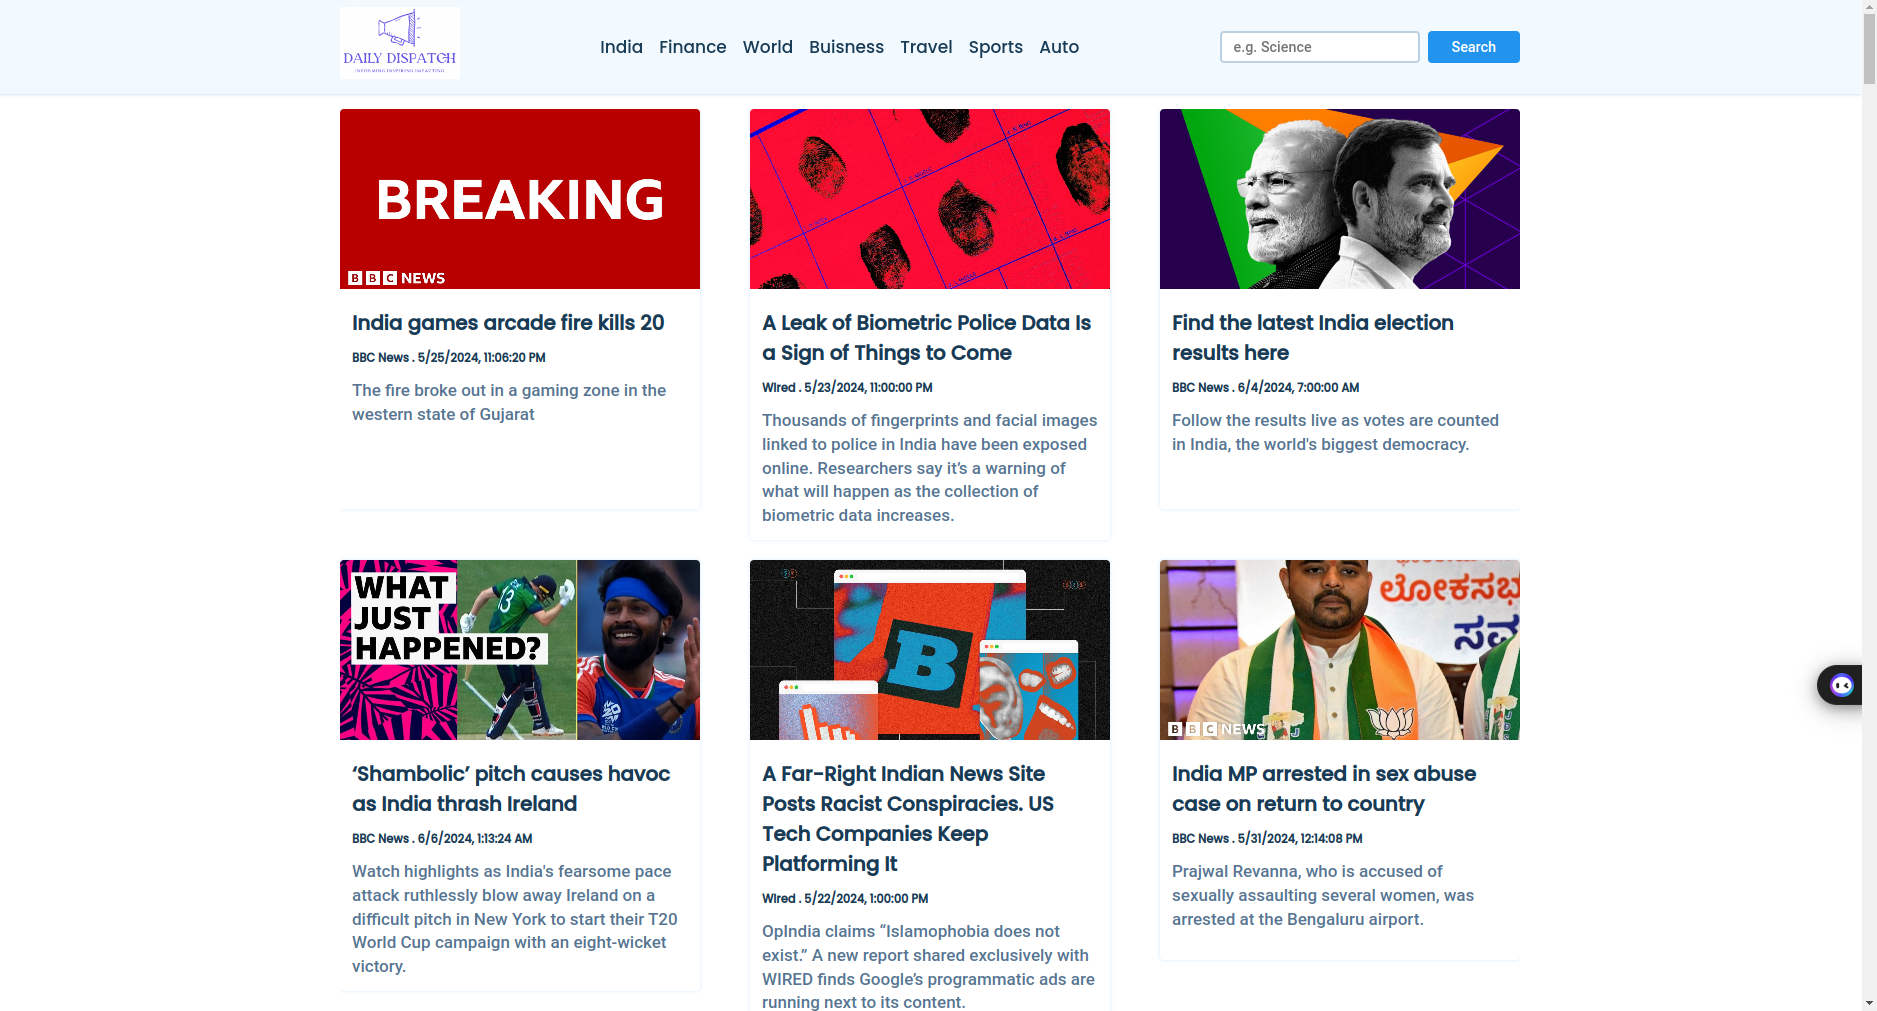 DAILY DISPATCH
INFORMING INSPIRING IMPACTING
India Finance World Buisness Travel Sports Auto
e.g. Science
Search
BREAKING
BBC NEWS
India games arcade fire kills 20
BBC News . 5/25/2024, 11:06:20 PM
The fire broke out in a gaming zone in the
western state of Gujarat
A Leak of Biometric Police Data Is
a Sign of Things to Come
Wired . 5/23/2024, 11:00:00 PM
Thousands of fingerprints and facial images
linked to police in India have been exposed
online. Researchers say it’s a warning of
what will happen as the collection of
biometric data increases.
Find the latest India election
results here
BBC News . 6/4/2024, 7:00:00 AM
Follow the results live as votes are counted
in India, the world's biggest democracy.
WHAT
JUST
HAPPENED?
13
‘Shambolic’ pitch causes havoc
as India thrash Ireland
BBC News . 6/6/2024, 1:13:24 AM
Watch highlights as India's fearsome pace
attack ruthlessly blow away Ireland on a
difficult pitch in New York to start their T20
World Cup campaign with an eight-wicket
victory.
B
A Far-Right Indian News Site
Posts Racist Conspiracies. US
Tech Companies Keep
Platforming It
Wired . 5/22/2024, 1:00:00 PM
OpIndia claims “Islamophobia does not
exist.” A new report shared exclusively with
WIRED finds Google’s programmatic ads are
running next to its content.
ಲೋಕಸಭ
ಸವ
BBC NEWS
India MP arrested in sex abuse
case on return to country
BBC News . 5/31/2024, 12:14:08 PM
Prajwal Revanna, who is accused of
sexually assaulting several women, was
arrested at the Bengaluru airport.